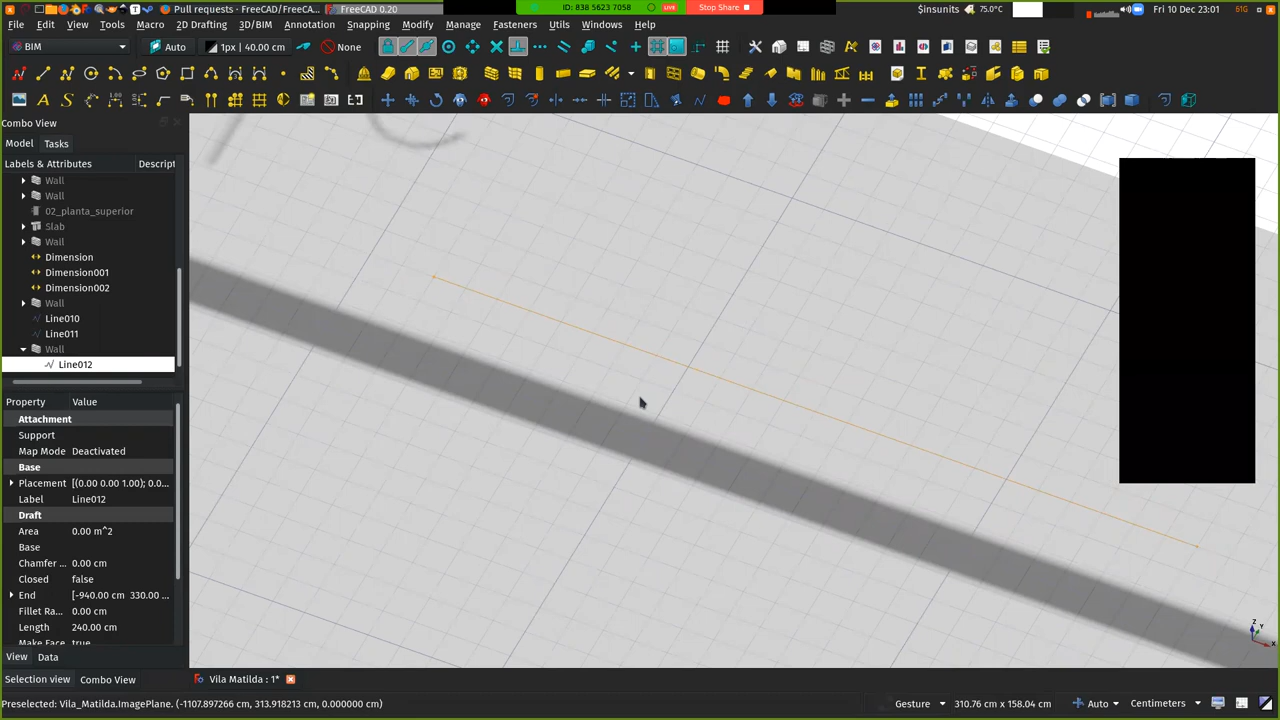 Pull requests - FreeCAD/FreeCA...
FreeCAD 0.20
ID: 838 5623 7058
LIVE
Stop Share
$insunits
75.0°C
Fri 10 Dec 23:01
61G
File Edit View Tools Macro 2D Drafting 3D/BIM Annotation Snapping Modify Manage Fasteners Utils Windows Help
BIM
Auto
1px | 40.00 cm
None
Combo View
Model
Tasks
Labels & Attributes
Descript
Wall
Wall
02_planta_superior
Slab
Wall
Dimension
Dimension001
Dimension002
Wall
Line010
Line011
Wall
Line012
Property Value
Attachment
Support
Map Mode Deactivated
Base
Placement [(0.00 0.00 1.00); 0.0...
Label Line012
Draft
Area 0.00 m^2
Base
Chamfer ... 0.00 cm
Closed false
End [-940.00 cm 330.00 ...
Fillet Ra... 0.00 cm
Length 240.00 cm
Make Face true
View
Data
Selection view
Combo View
Vila Matilda : 1*
Z
Y
X
Preselected: Vila_Matilda.ImagePlane. (-1107.897266 cm, 313.918213 cm, 0.000000 cm)
Gesture
310.76 cm x 158.04 cm
Auto
Centimeters